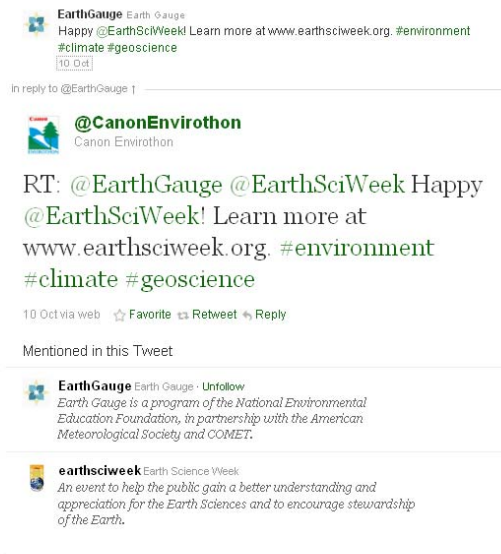 EarthGauge Earth Gauge
Happy @EarthSciWeek! Learn more at www.earthsciweek.org. #environment
#climate #geoscience
10 Oct
in reply to @EarthGauge ↑
@CanonEnvirothon
Canon Envirothon
RT: @EarthGauge @EarthSciWeek Happy
@EarthSciWeek! Learn more at
www.earthsciweek.org. #environment
#climate #geoscience
10 Oct via web Favorite Retweet Reply
Mentioned in this Tweet
EarthGauge Earth Gauge · Unfollow
Earth Gauge is a program of the National Environmental
Education Foundation, in partnership with the American
Meteorological Society and COMET.
earthsciweek Earth Science Week
An event to help the public gain a better understanding and
appreciation for the Earth Sciences and to encourage stewardship
of the Earth.